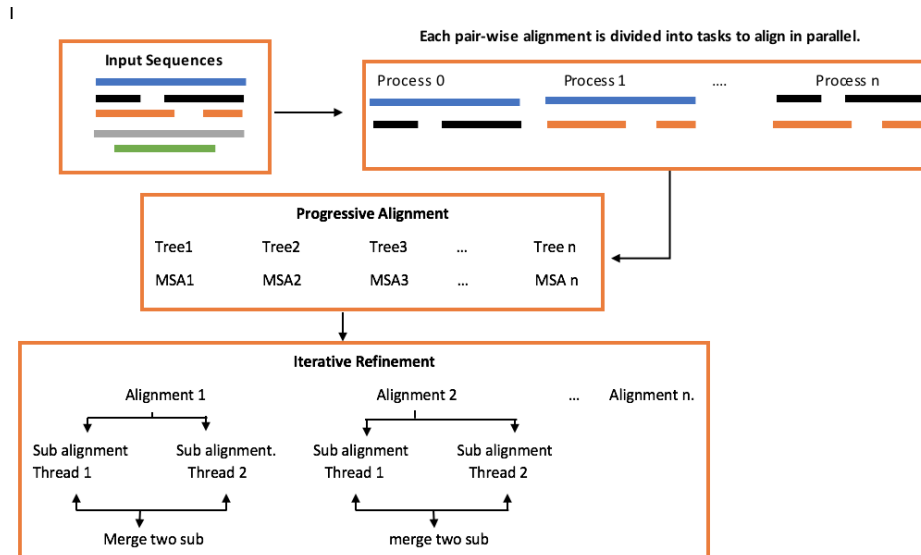 I
Each pair-wise alignment is divided into tasks to align in parallel.
Input Sequences
Process 0 Process 1 .... Process n
Progressive Alignment
Tree1 Tree2 Tree3 ... Tree n
MSA1 MSA2 MSA3 ... MSA n
Iterative Refinement
Alignment 1 Alignment 2 ... Alignment n.
Sub alignment Sub alignment. Sub alignment Sub alignment
Thread 1 Thread 2 Thread 1 Thread 2
Merge two sub merge two sub